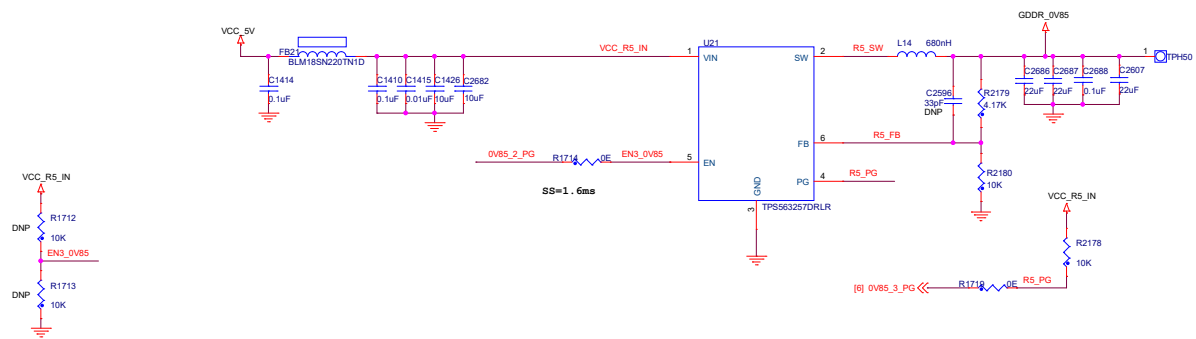 VCC_5V
FB21
BLM18SN220TN1D
C1414
0.1uF
C1410
0.1uF
C1415
0.01uF
C1426
10uF
C2682
10uF
VCC_R5_IN
U21
1
VIN
SW
2
R5_SW
L14
680nH
GDDR_0V85
1
TPH50
C2596
33pF
DNP
R2179
4.17K
C2686
22uF
C2687
22uF
C2688
0.1uF
C2607
22uF
FB
6
R5_FB
0V85_2_PG
R1714
0E
EN3_0V85
5
EN
PG
4
R5_PG
R2180
10K
SS=1.6ms
GND
3
TPS563257DRLR
VCC_R5_IN
R1712
DNP
10K
EN3_0V85
R1713
DNP
10K
VCC_R5_IN
R2178
10K
[6] 0V85_3_PG
R1719
0E
R5_PG